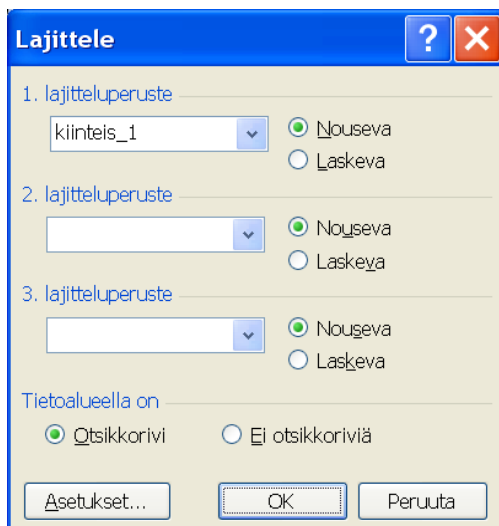 Lajittele ?
1. lajitteluperuste
kiinteis_1
Nouseva
Laskeva
2. lajitteluperuste
Nouseva
Laskeva
3. lajitteluperuste
Nouseva
Laskeva
Tietoalueella on
Otsikkorivi Ei otsikkoriviä
Asetukset... OK Peruuta